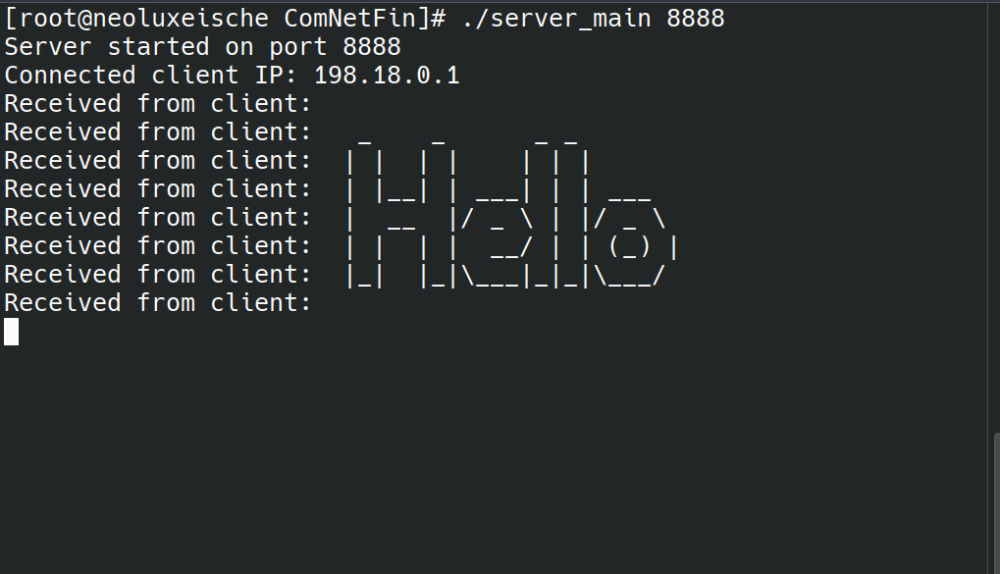 [root@neoluxeische ComNetFin]# ./server_main 8888
Server started on port 8888
Connected client IP: 198.18.0.1
Received from client:
Received from client:   _    _      _ _
Received from client:  | |  | |    | | |
Received from client:  | |__| | ___| | | ___
Received from client:  |  __  |/ _ \ | |/ _ \
Received from client:  | |  | |  __/ | | (_) |
Received from client:  |_|  |_|\___|_|_|\___/
Received from client: